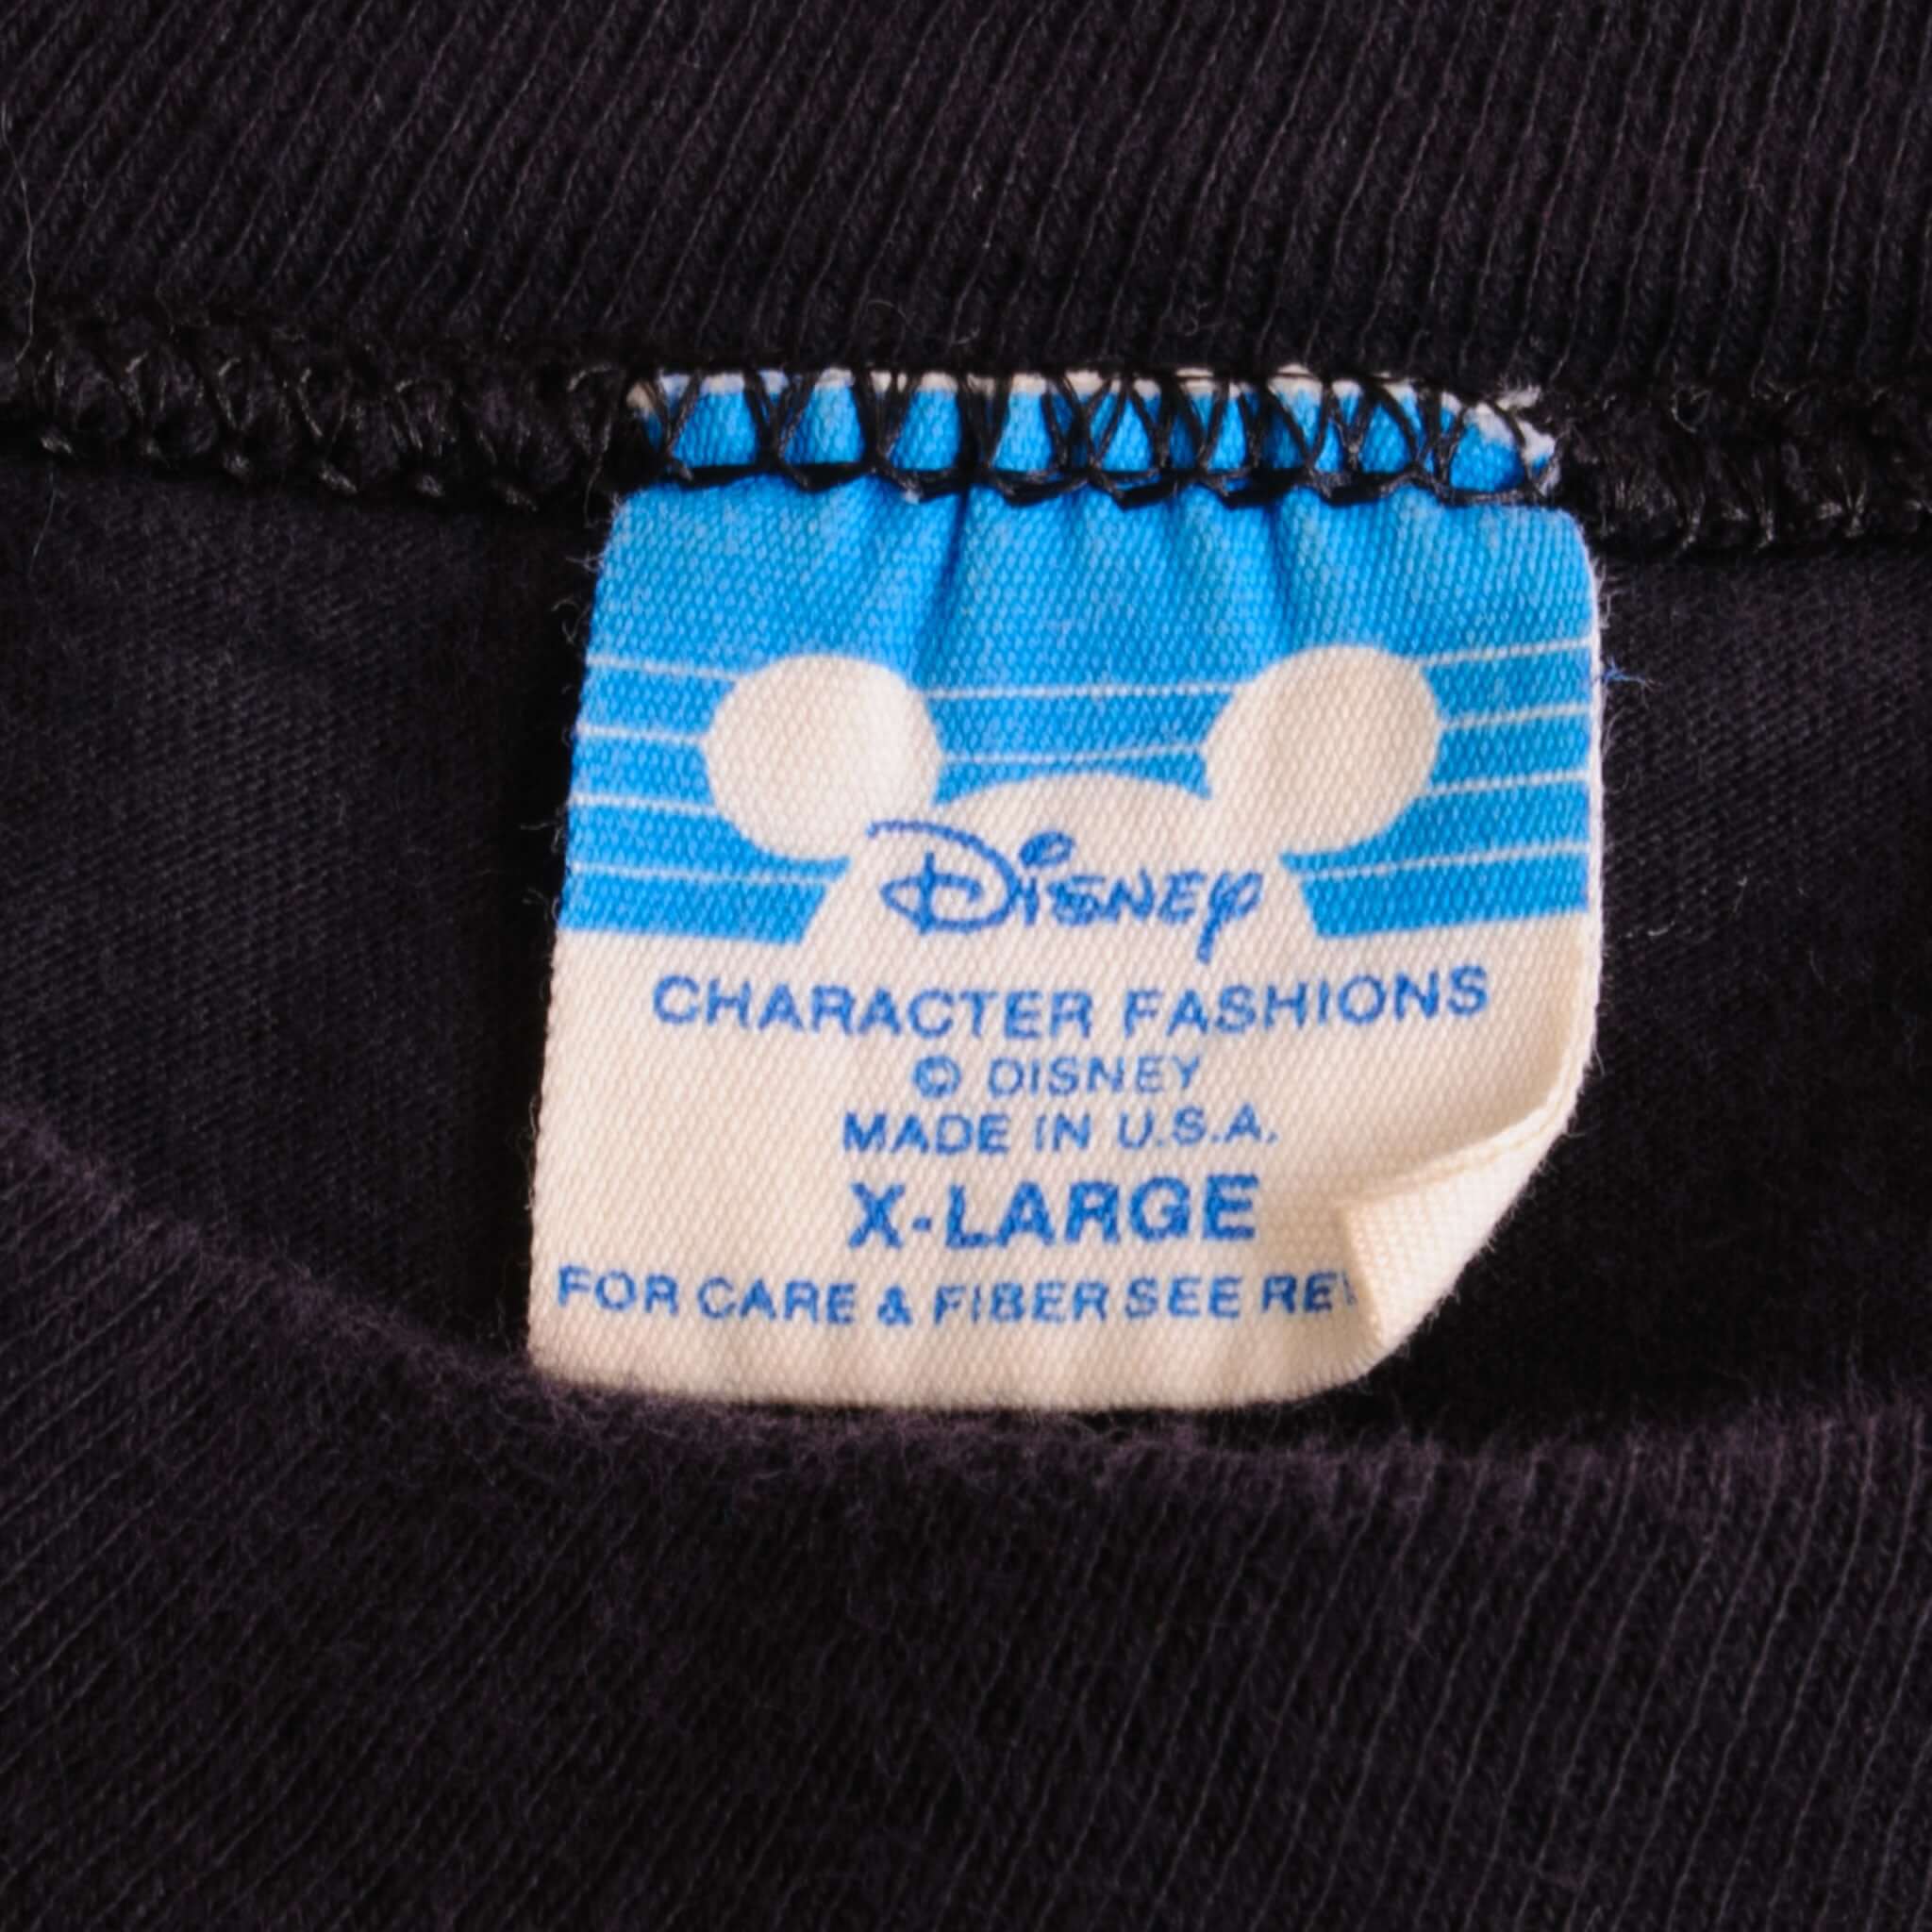 Disney
CHARACTER FASHIONS
© DISNEY
MADE IN U.S.A.
X-LARGE
FOR CARE & FIBER SEE